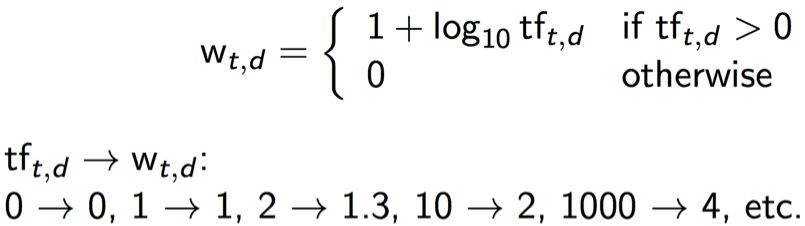 w_{t,d} = { 1 + log_{10} tf_{t,d} if tf_{t,d} > 0
0 otherwise
tf_{t,d} → w_{t,d}:
0 → 0, 1 → 1, 2 → 1.3, 10 → 2, 1000 → 4, etc.